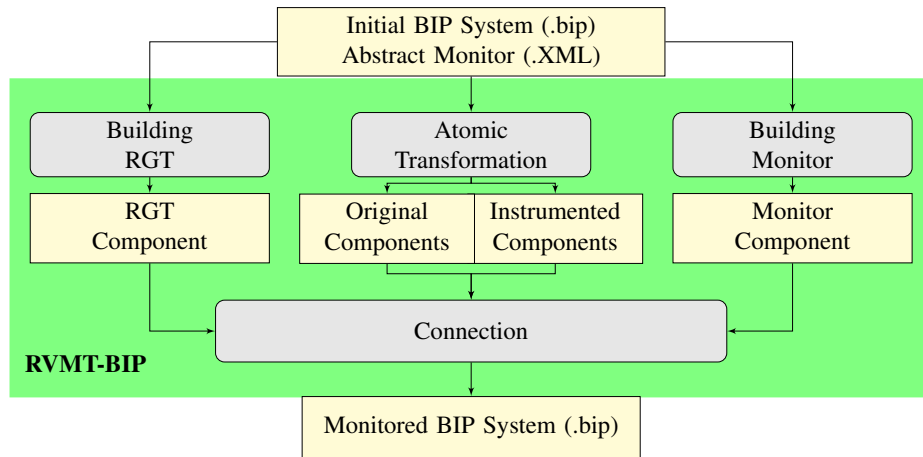 Initial BIP System (.bip)
Abstract Monitor (.XML)
Building
RGT
Atomic
Transformation
Building
Monitor
RGT
Component
Original
Components
Instrumented
Components
Monitor
Component
Connection
RVMT-BIP
Monitored BIP System (.bip)